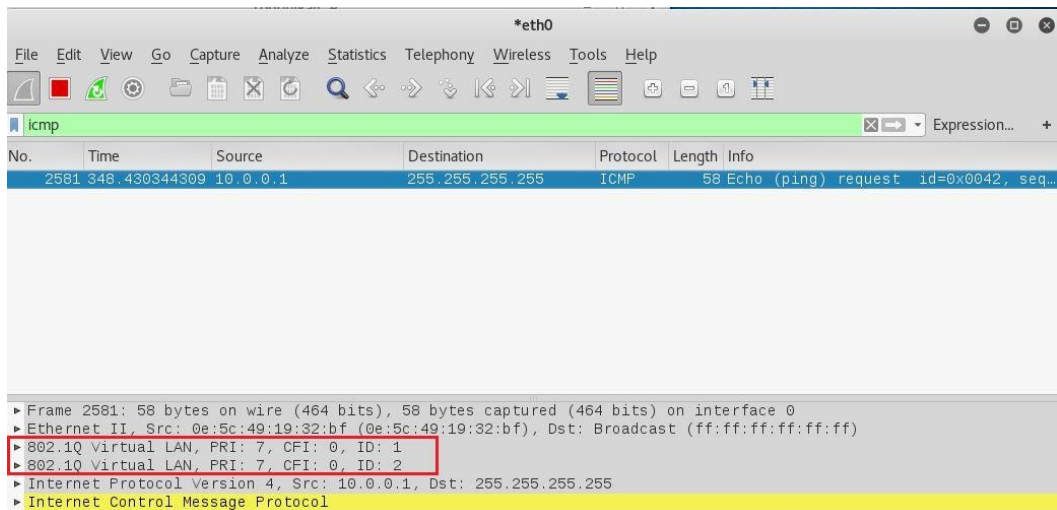 *eth0
File Edit View Go Capture Analyze Statistics Telephony Wireless Tools Help
icmp Expression... +
No. Time Source Destination Protocol Length Info
2581 348.430344309 10.0.0.1 255.255.255.255 ICMP 58 Echo (ping) request id=0x0042, seq…
▸ Frame 2581: 58 bytes on wire (464 bits), 58 bytes captured (464 bits) on interface 0
▸ Ethernet II, Src: 0e:5c:49:19:32:bf (0e:5c:49:19:32:bf), Dst: Broadcast (ff:ff:ff:ff:ff:ff)
▸ 802.1Q Virtual LAN, PRI: 7, CFI: 0, ID: 1
▸ 802.1Q Virtual LAN, PRI: 7, CFI: 0, ID: 2
▸ Internet Protocol Version 4, Src: 10.0.0.1, Dst: 255.255.255.255
▸ Internet Control Message Protocol